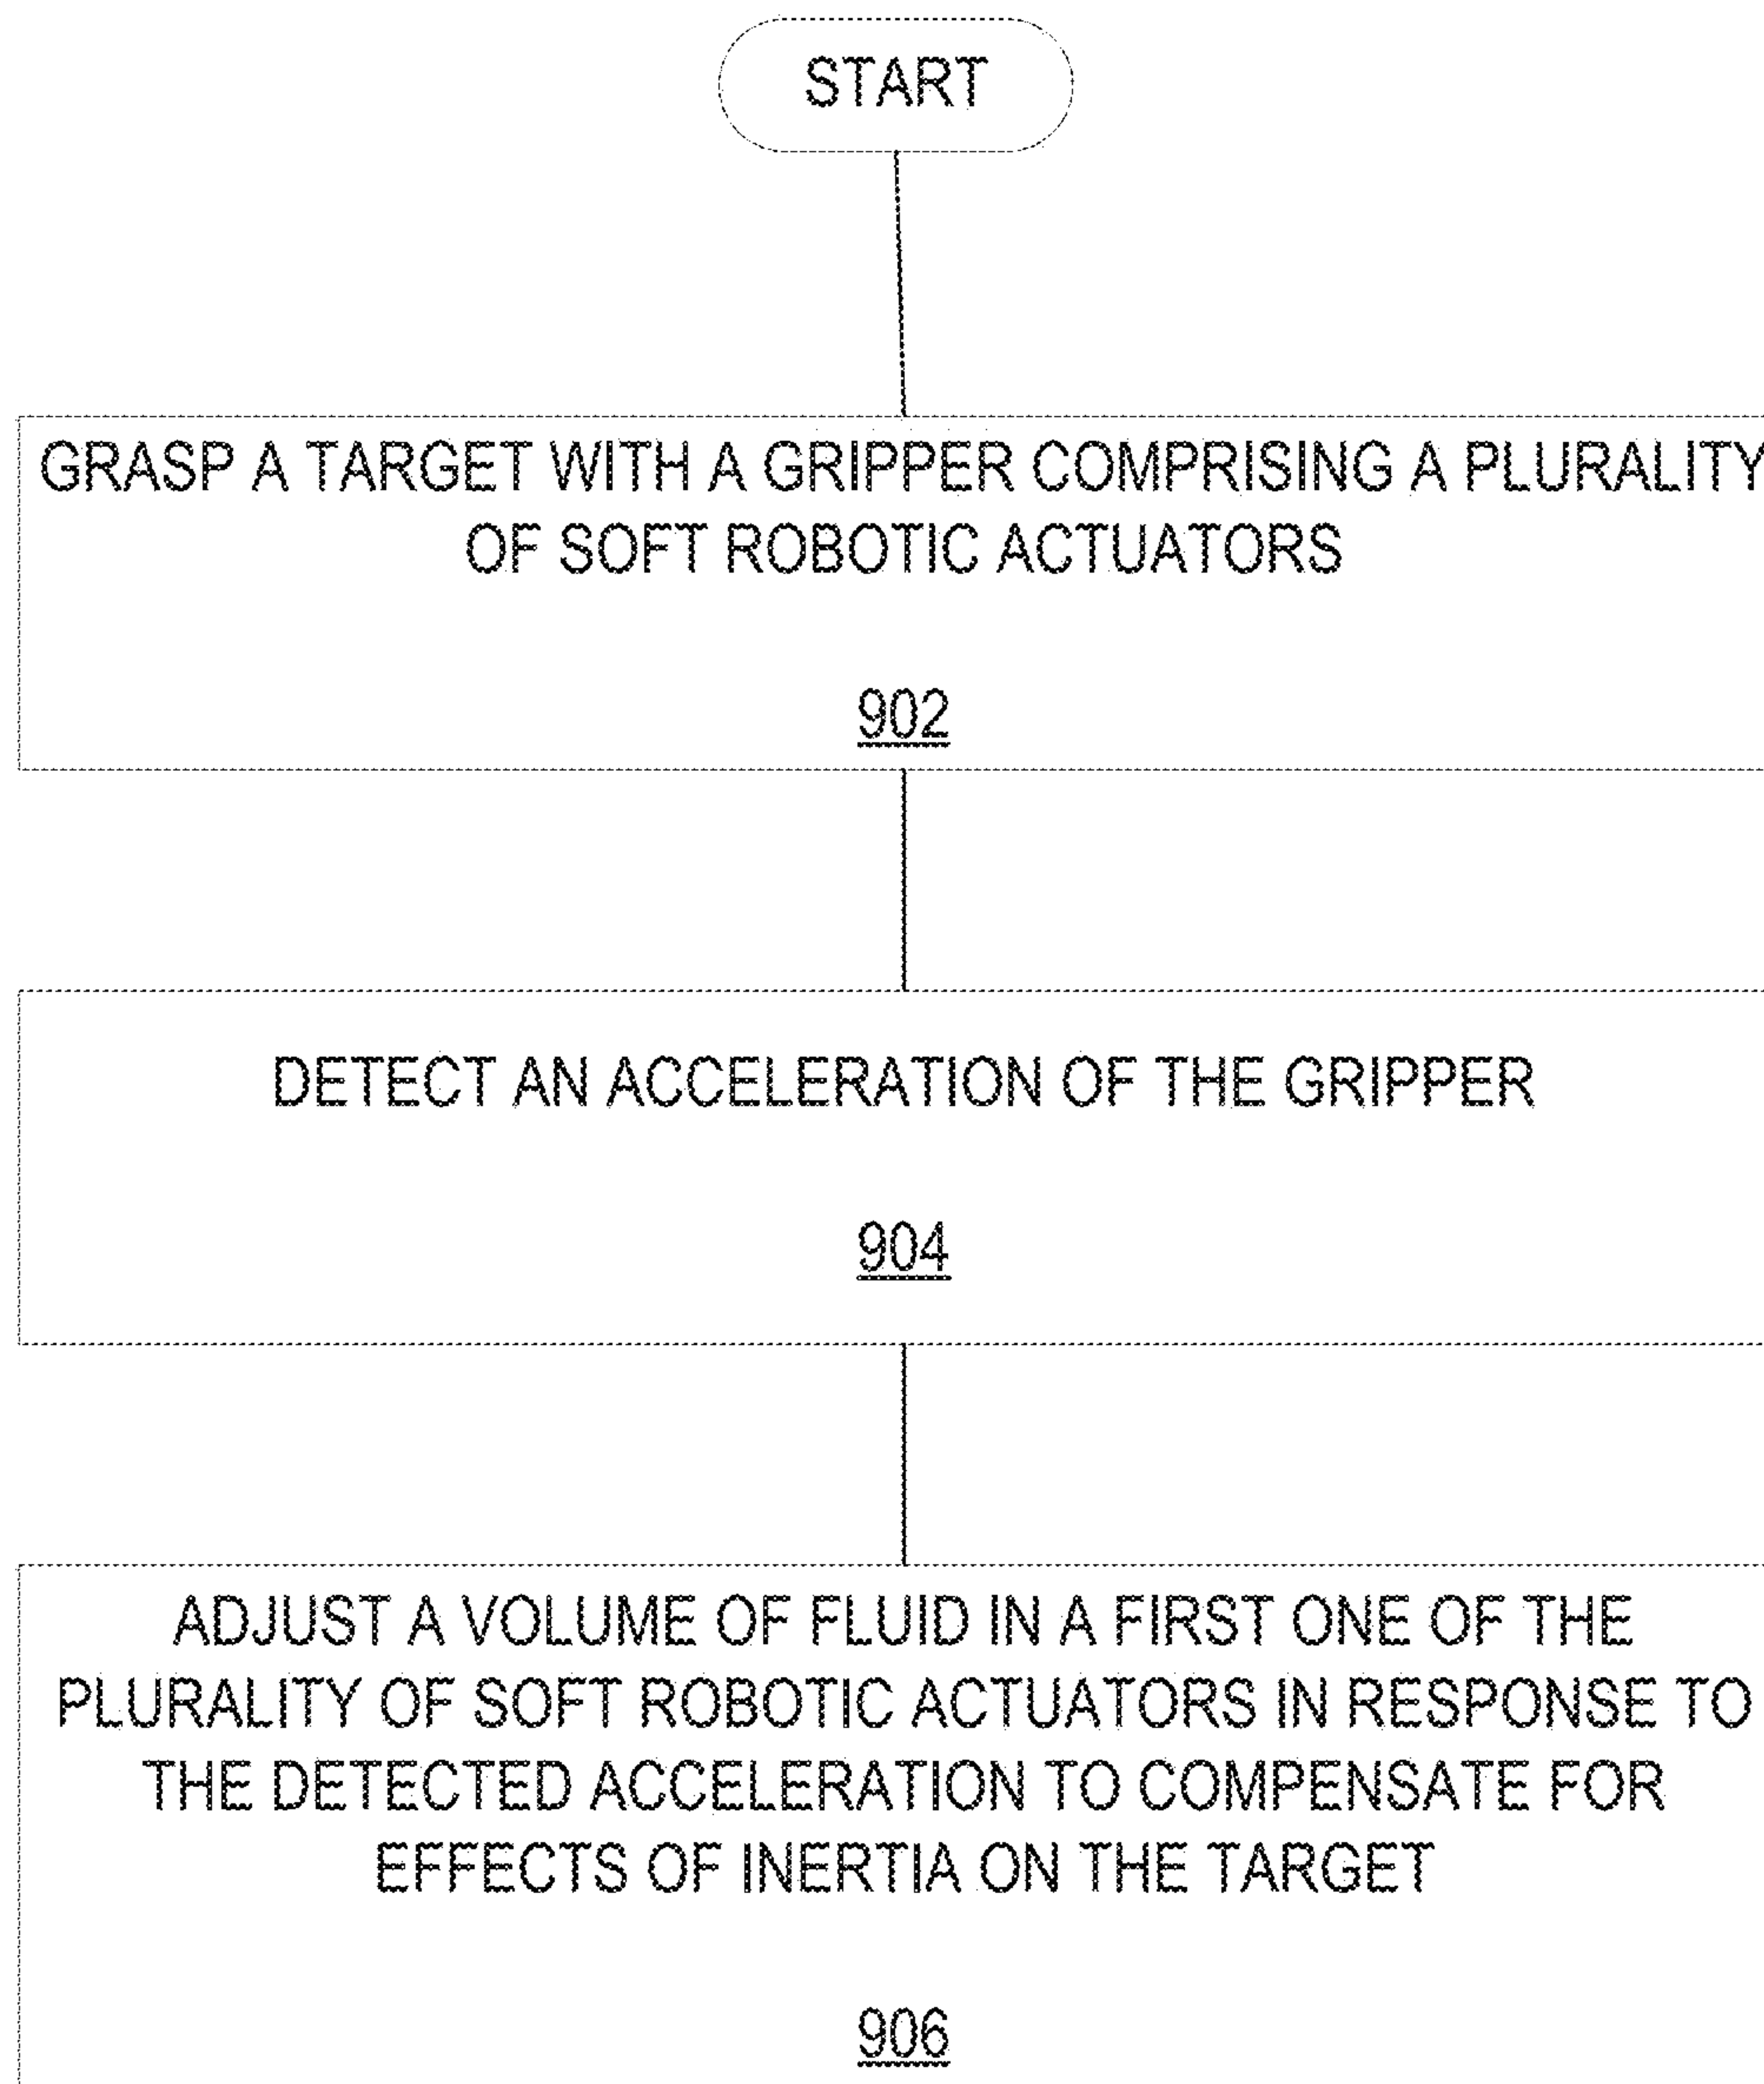 START
GRASP A TARGET WITH A GRIPPER COMPRISING A PLURALITY
OF SOFT ROBOTIC ACTUATORS
902
DETECT AN ACCELERATION OF THE GRIPPER
904
ADJUST A VOLUME OF FLUID IN A FIRST ONE OF THE
PLURALITY OF SOFT ROBOTIC ACTUATORS IN RESPONSE TO
THE DETECTED ACCELERATION TO COMPENSATE FOR
EFFECTS OF INERTIA ON THE TARGET
906